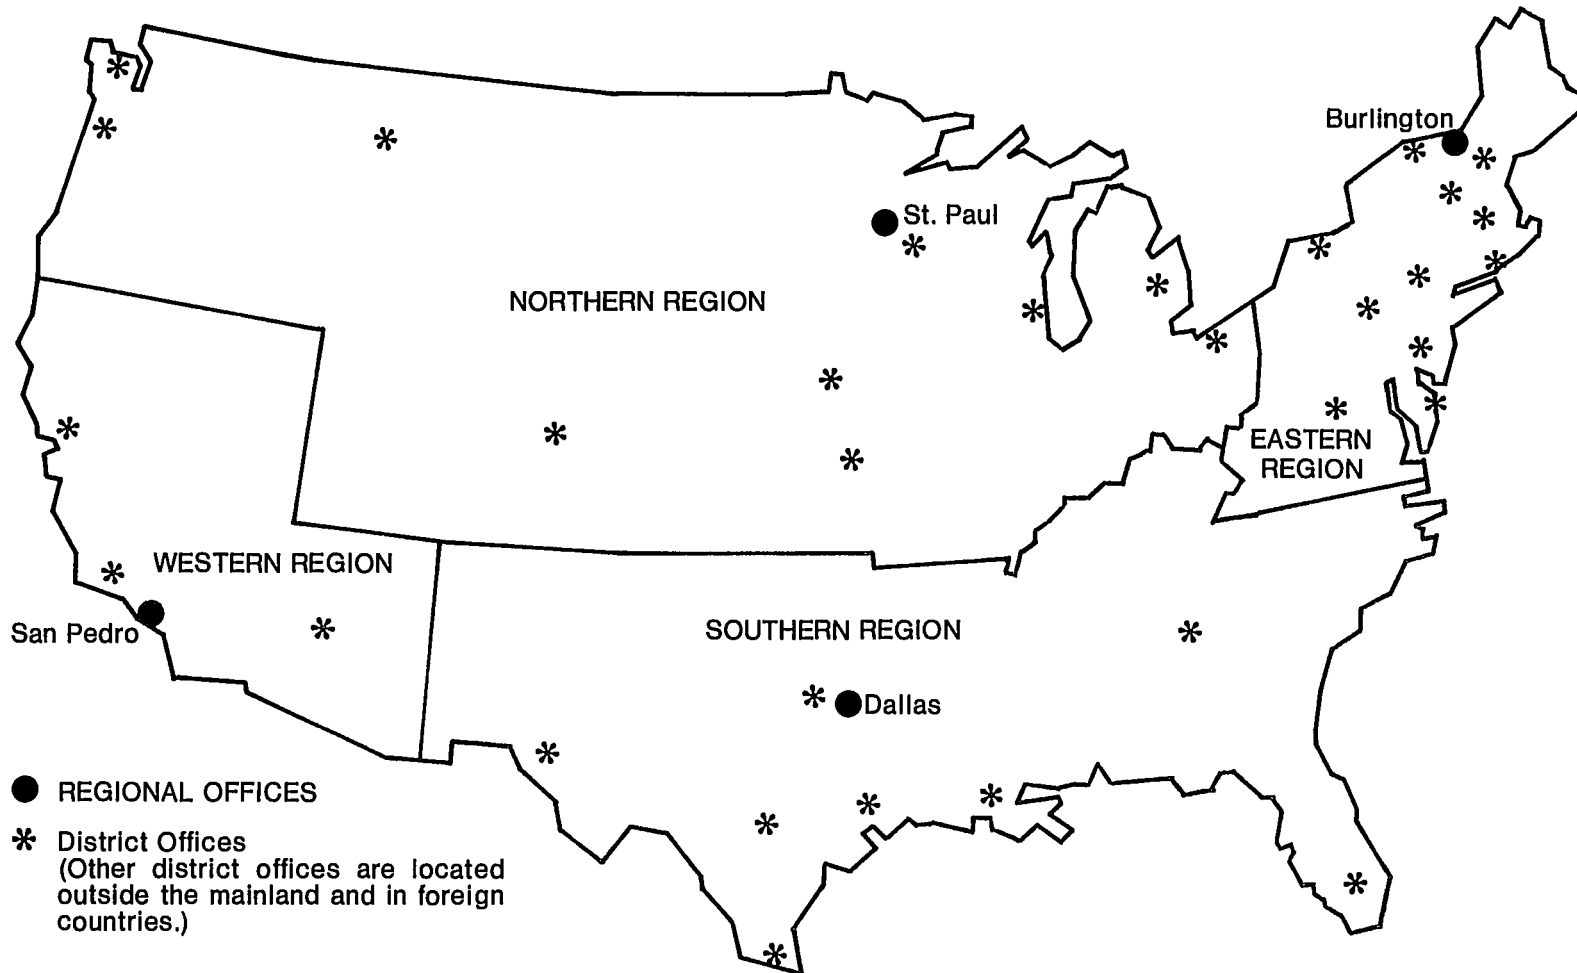 Burlington
St. Paul
NORTHERN REGION
EASTERN
REGION
WESTERN REGION
San Pedro
SOUTHERN REGION
Dallas
REGIONAL OFFICES
* District Offices
(Other district offices are located
outside the mainland and in foreign
countries.)